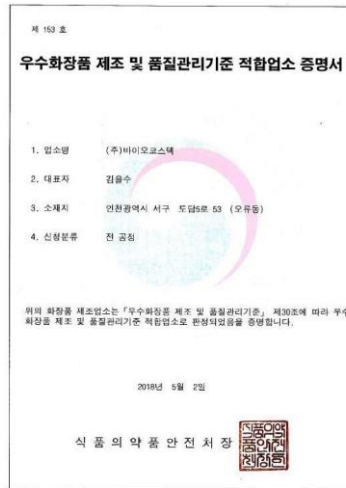 제 153 호
우수화장품 제조 및 품질관리기준 적합업소 증명서
1. 업소명 (주)바이오코스텍
2. 대표자 김을수
3. 소재지 인천광역시 서구 도담5로 53 (오류동)
4. 신청분류 전 공정
위의 화장품 제조업소는 「우수화장품 제조 및 품질관리기준」 제30조에 따라 우수
화장품 제조 및 품질관리기준 적합업소로 판정되었음을 증명합니다.
2018년 5월 2일
식품의약품안전처장